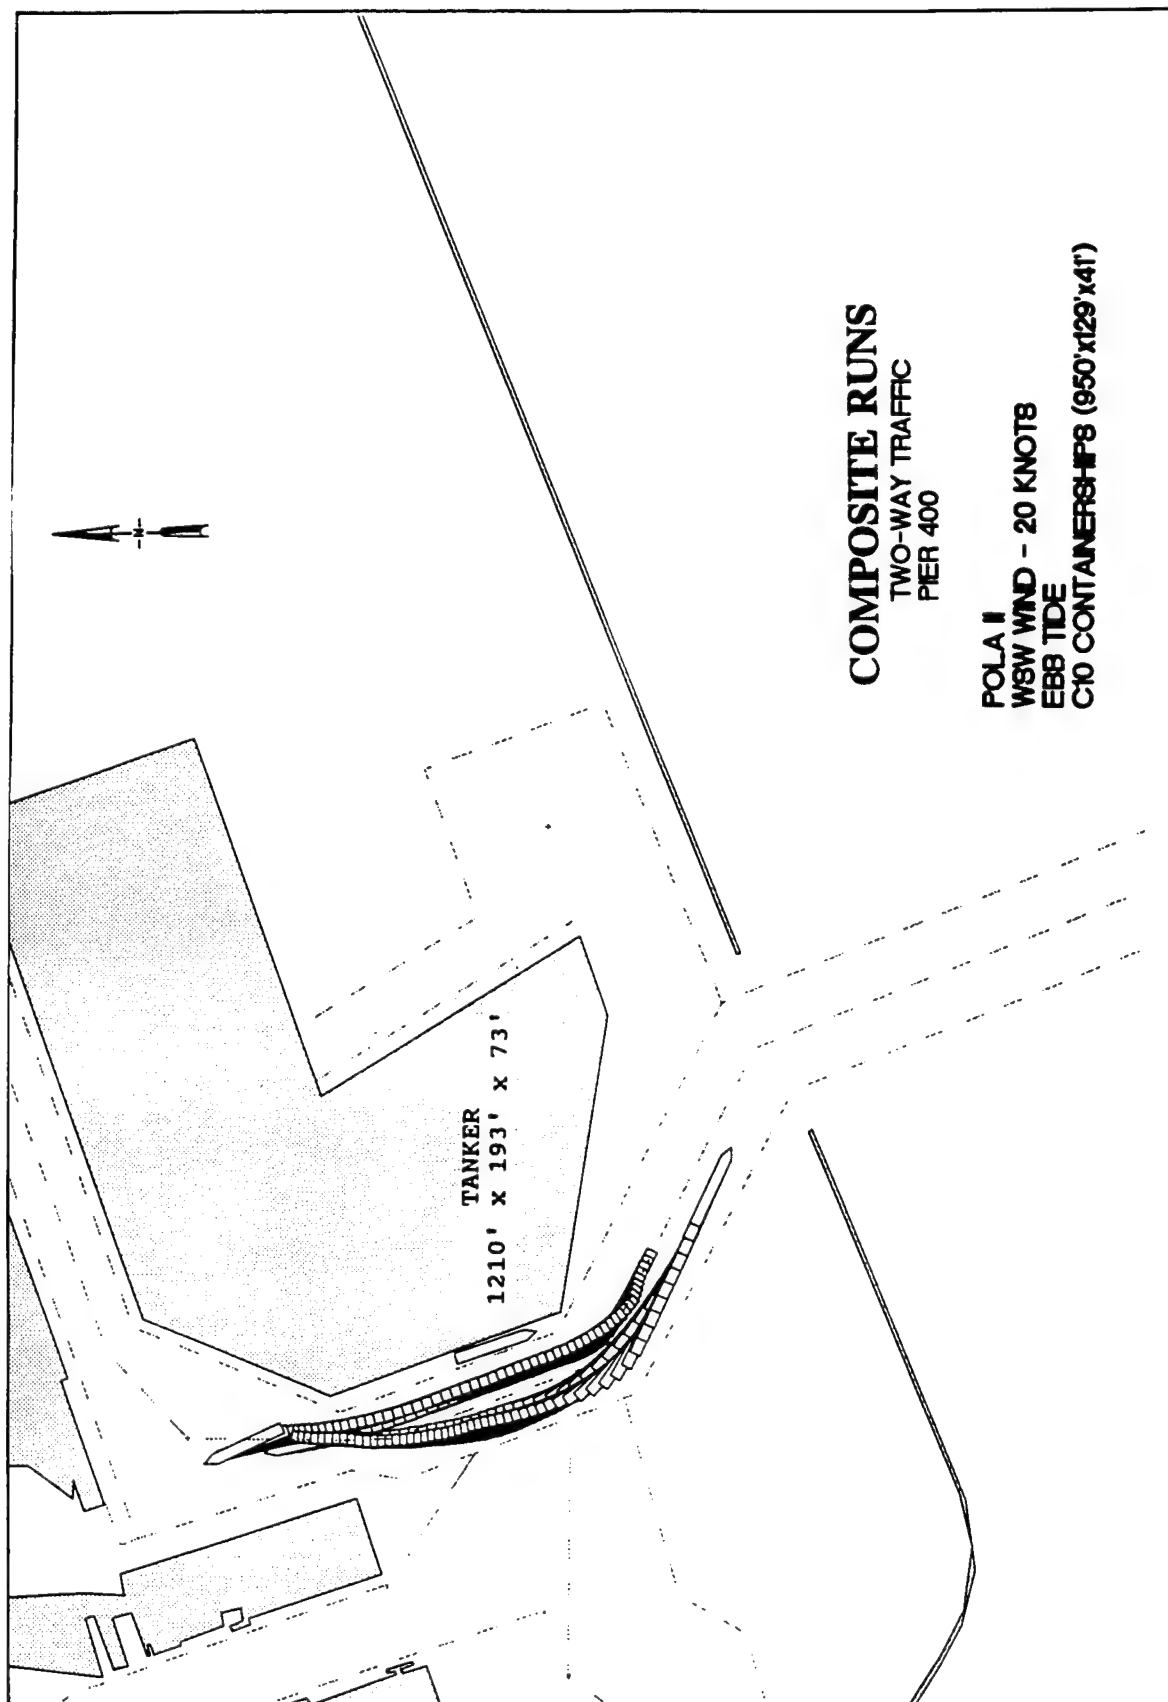 N
TANKER
1210' x 193' x 73'
COMPOSITE RUNS
TWO-WAY TRAFFIC
PIER 400
POLA II
WSW WIND - 20 KNOTS
EBB TIDE
C10 CONTAINERSHIPS (950'x129'x41')